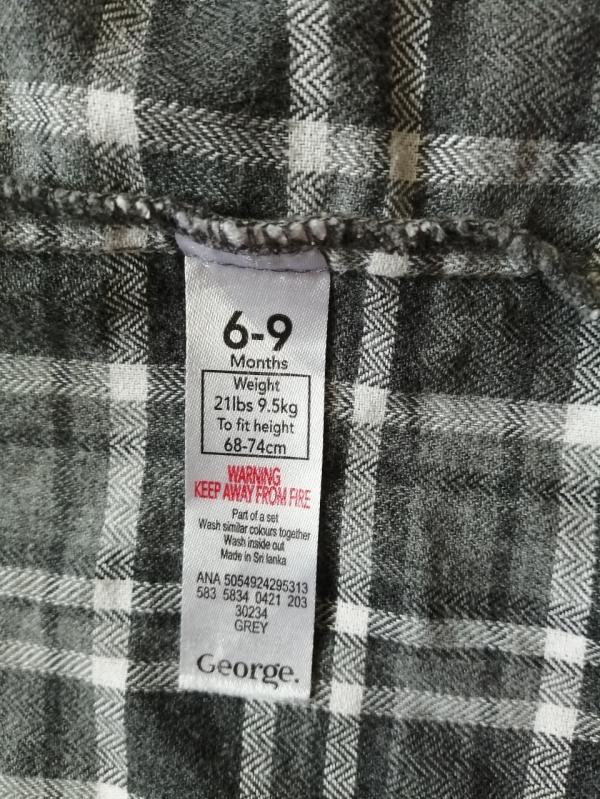 6-9
Months
Weight
21lbs 9.5kg
To fit height
68-74cm
WARNING
KEEP AWAY FROM FIRE
Part of a set
Wash similar colours together
Wash inside out
Made in Sri lanka
ANA 5054924295313
583 5834 0421 203
30234
GREY
George.